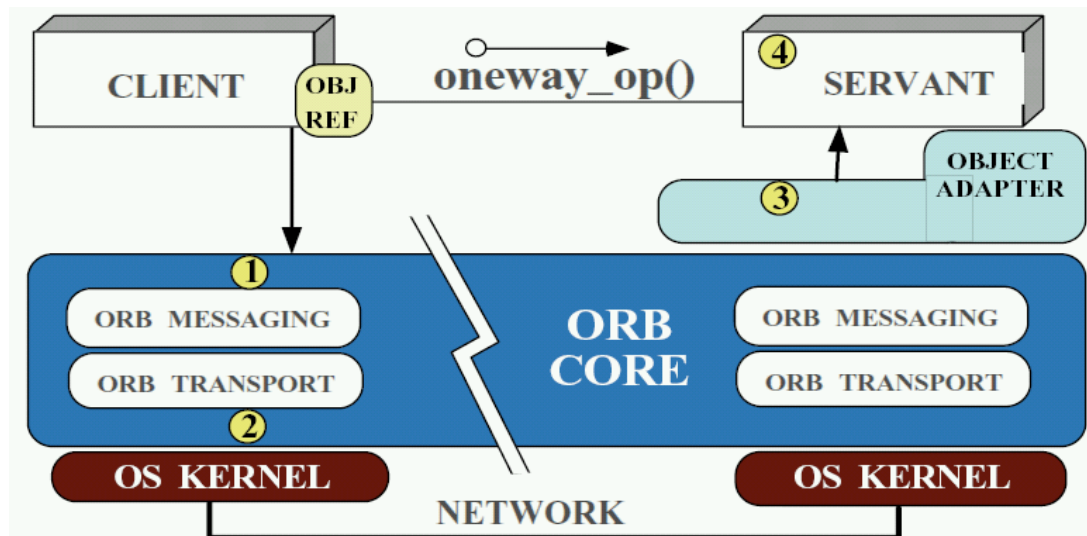 CLIENT
OBJ
REF
oneway_op()
4
SERVANT
OBJECT
ADAPTER
3
1
ORB MESSAGING
ORB TRANSPORT
2
ORB
CORE
ORB MESSAGING
ORB TRANSPORT
OS KERNEL
OS KERNEL
NETWORK